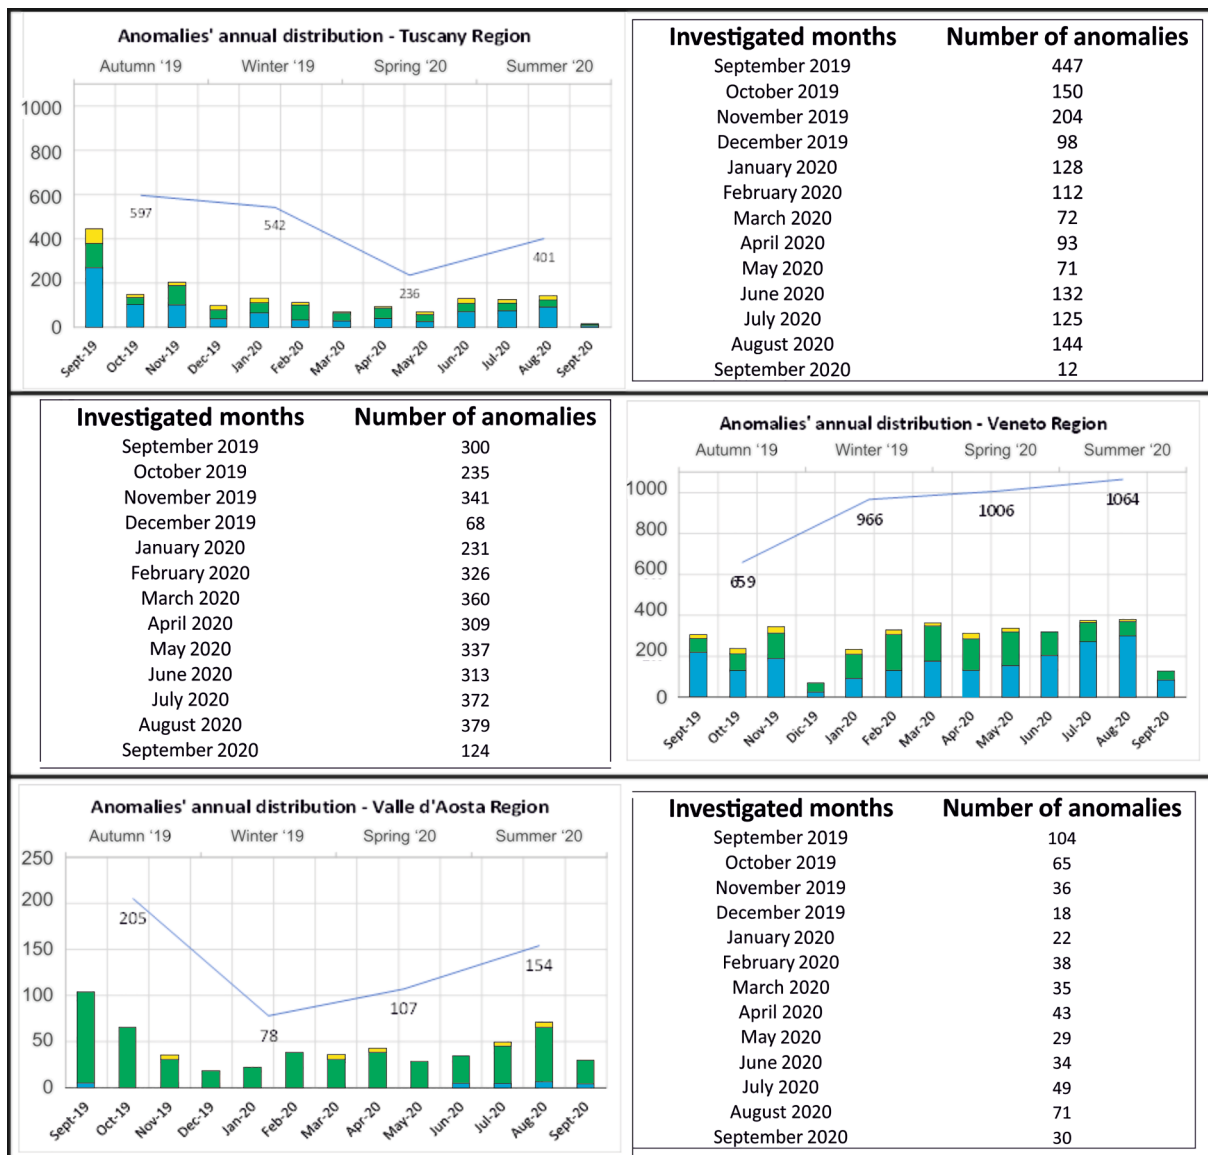 Anomalies' annual distribution - Tuscany Region
Autumn '19 Winter '19 Spring '20 Summer '20
1000
800
600
400
200
0
597
542
236
401
Sept-19 Oct-19 Nov-19 Dec-19 Jan-20 Feb-20 Mar-20 Apr-20 May-20 Jun-20 Jul-20 Aug-20 Sept-20
Investigated months Number of anomalies
September 2019 447
October 2019 150
November 2019 204
December 2019 98
January 2020 128
February 2020 112
March 2020 72
April 2020 93
May 2020 71
June 2020 132
July 2020 125
August 2020 144
September 2020 12
Investigated months Number of anomalies
September 2019 300
October 2019 235
November 2019 341
December 2019 68
January 2020 231
February 2020 326
March 2020 360
April 2020 309
May 2020 337
June 2020 313
July 2020 372
August 2020 379
September 2020 124
Anomalies' annual distribution - Veneto Region
Autumn '19 Winter '19 Spring '20 Summer '20
1000
800
600
400
200
0
659
966
1006
1064
Sept-19 Ott-19 Nov-19 Dic-19 Jan-20 Feb-20 Mar-20 Apr-20 May-20 Jun-20 Jul-20 Aug-20 Sept-20
Anomalies' annual distribution - Valle d'Aosta Region
Autumn '19 Winter '19 Spring '20 Summer '20
250
200
150
100
50
0
205
78
107
154
Sept-19 Oct-19 Nov-19 Dec-19 Jan-20 Feb-20 Mar-20 Apr-20 May-20 Jun-20 Jul-20 Aug-20 Sept-20
Investigated months Number of anomalies
September 2019 104
October 2019 65
November 2019 36
December 2019 18
January 2020 22
February 2020 38
March 2020 35
April 2020 43
May 2020 29
June 2020 34
July 2020 49
August 2020 71
September 2020 30